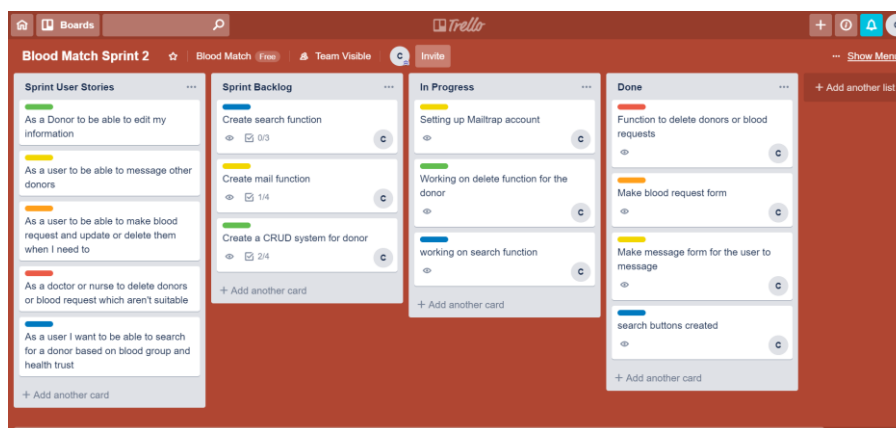 Boards
Trello
Blood Match Sprint 2
Blood Match Free
Team Visible
C
Invite
... Show Menu
Sprint User Stories
As a Donor to be able to edit my
information
As a user to be able to message other
donors
As a user to be able to make blood
request and update or delete them
when I need to
As a doctor or nurse to delete donors
or blood request which aren't suitable
As a user I want to be able to search
for a donor based on blood group and
health trust
+ Add another card
Sprint Backlog
Create search function
0/3
C
Create mail function
1/4
C
Create a CRUD system for donor
2/4
C
+ Add another card
In Progress
Setting up Mailtrap account
C
Working on delete function for the
donor
C
working on search function
C
+ Add another card
Done
Function to delete donors or blood
requests
C
Make blood request form
C
Make message form for the user to
message
C
search buttons created
C
+ Add another card
+ Add another list